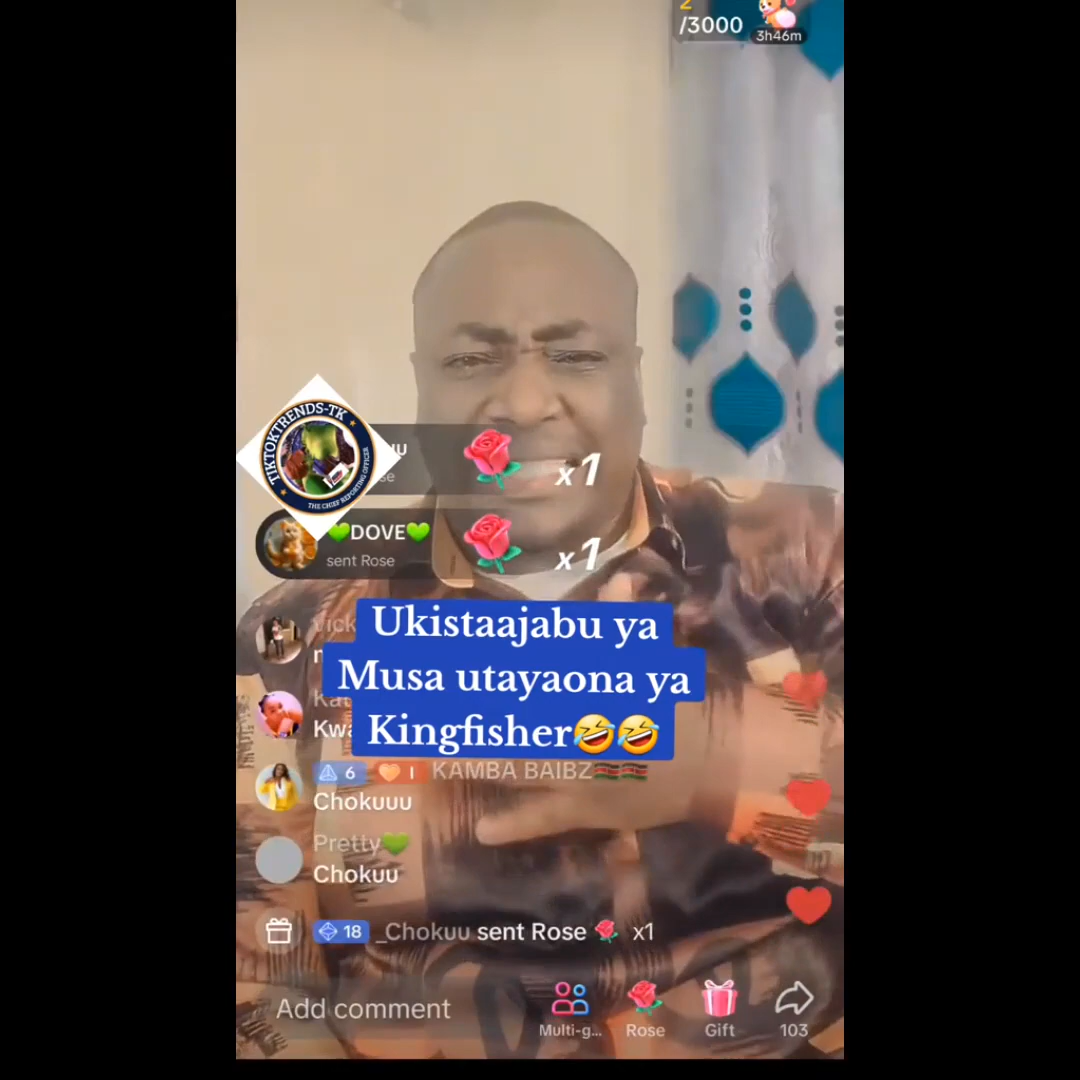 2
/3000
3h46m
TIKTOKTRENDS-TK
THE CHIEF REPORTING OFFICER
x1
💚DOVE💚
sent Rose
x1
Ukistaajabu ya
Musa utayaona ya
Kingfisher🤣🤣
6 I KAMBA BAIBZ🇰🇪🇰🇪
Chokuuu
Pretty💚
Chokuu
18 _Chokuu sent Rose 🌹 x1
Add comment
Multi-g...
Rose
Gift
103